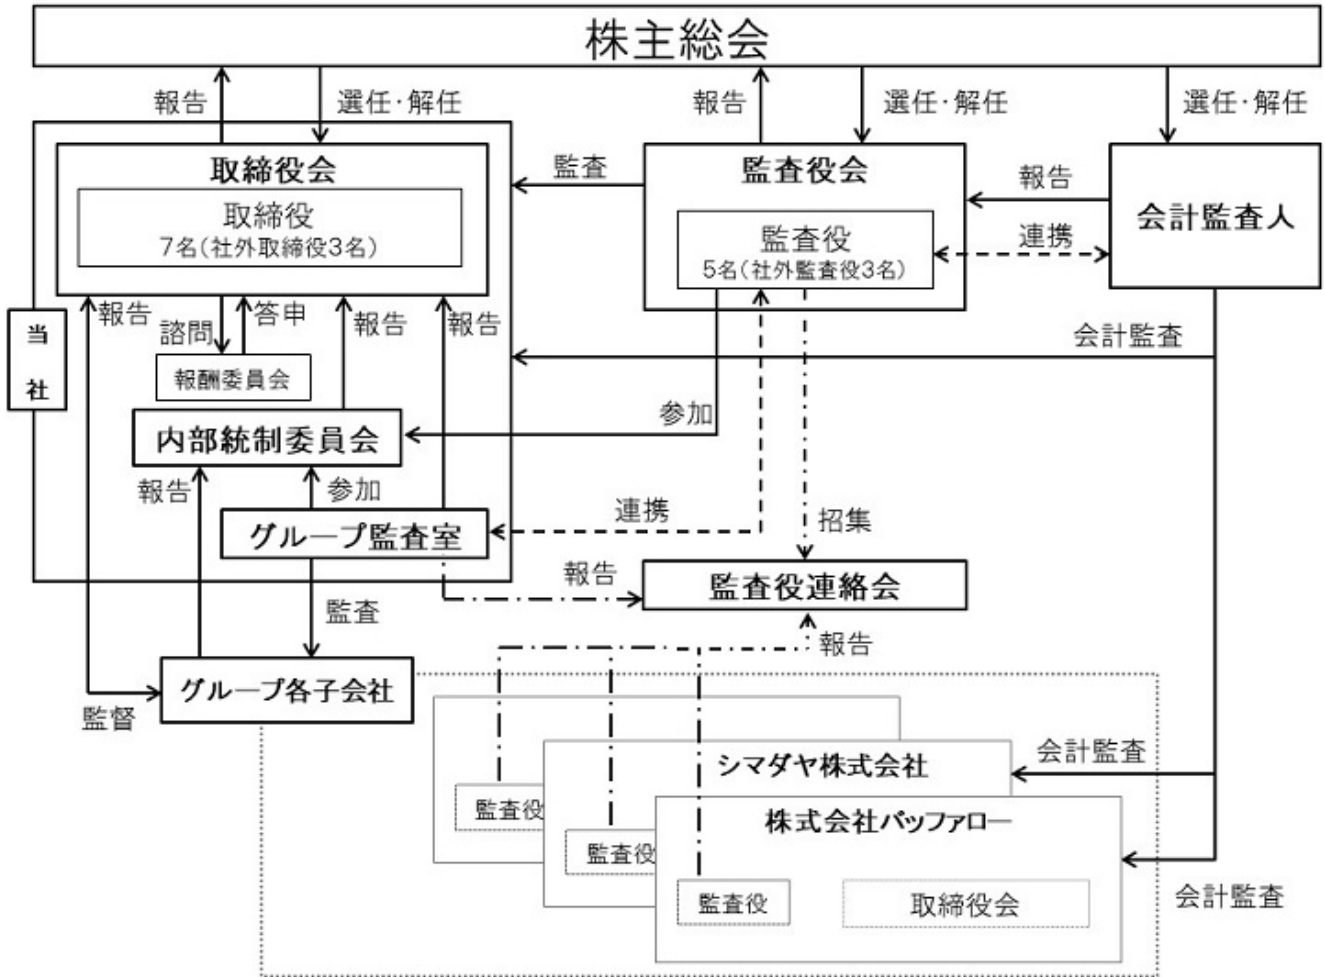 株主総会
報告
選任・解任
報告
選任・解任
選任・解任
取締役会
取締役
7名(社外取締役3名)
監査
監査役会
監査役
5名(社外監査役3名)
報告
連携
会計監査人
当社
報告
諮問
答申
報告
報告
報酬委員会
会計監査
内部統制委員会
参加
報告
参加
グループ監査室
連携
招集
報告
監査役連絡会
監査
報告
グループ各子会社
監督
シマダヤ株式会社
会計監査
株式会社バッファロー
監査役
監査役
監査役
取締役会
会計監査